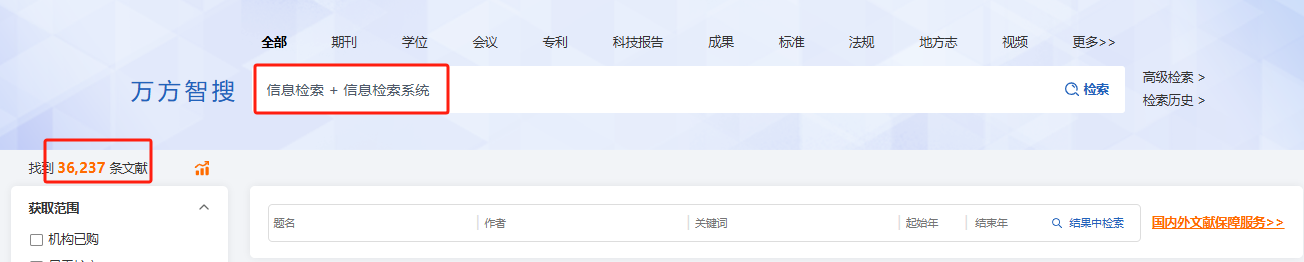 全部 期刊 学位 会议 专利 科技报告 成果 标准 法规 地方志 视频 更多>>
万方智搜 信息检索 + 信息检索系统 检索
高级检索 >
检索历史 >
找到 36,237 条文献
获取范围
题名 作者 关键词 起始年 结束年 结果中检索 国内外文献保障服务>>
机构已购